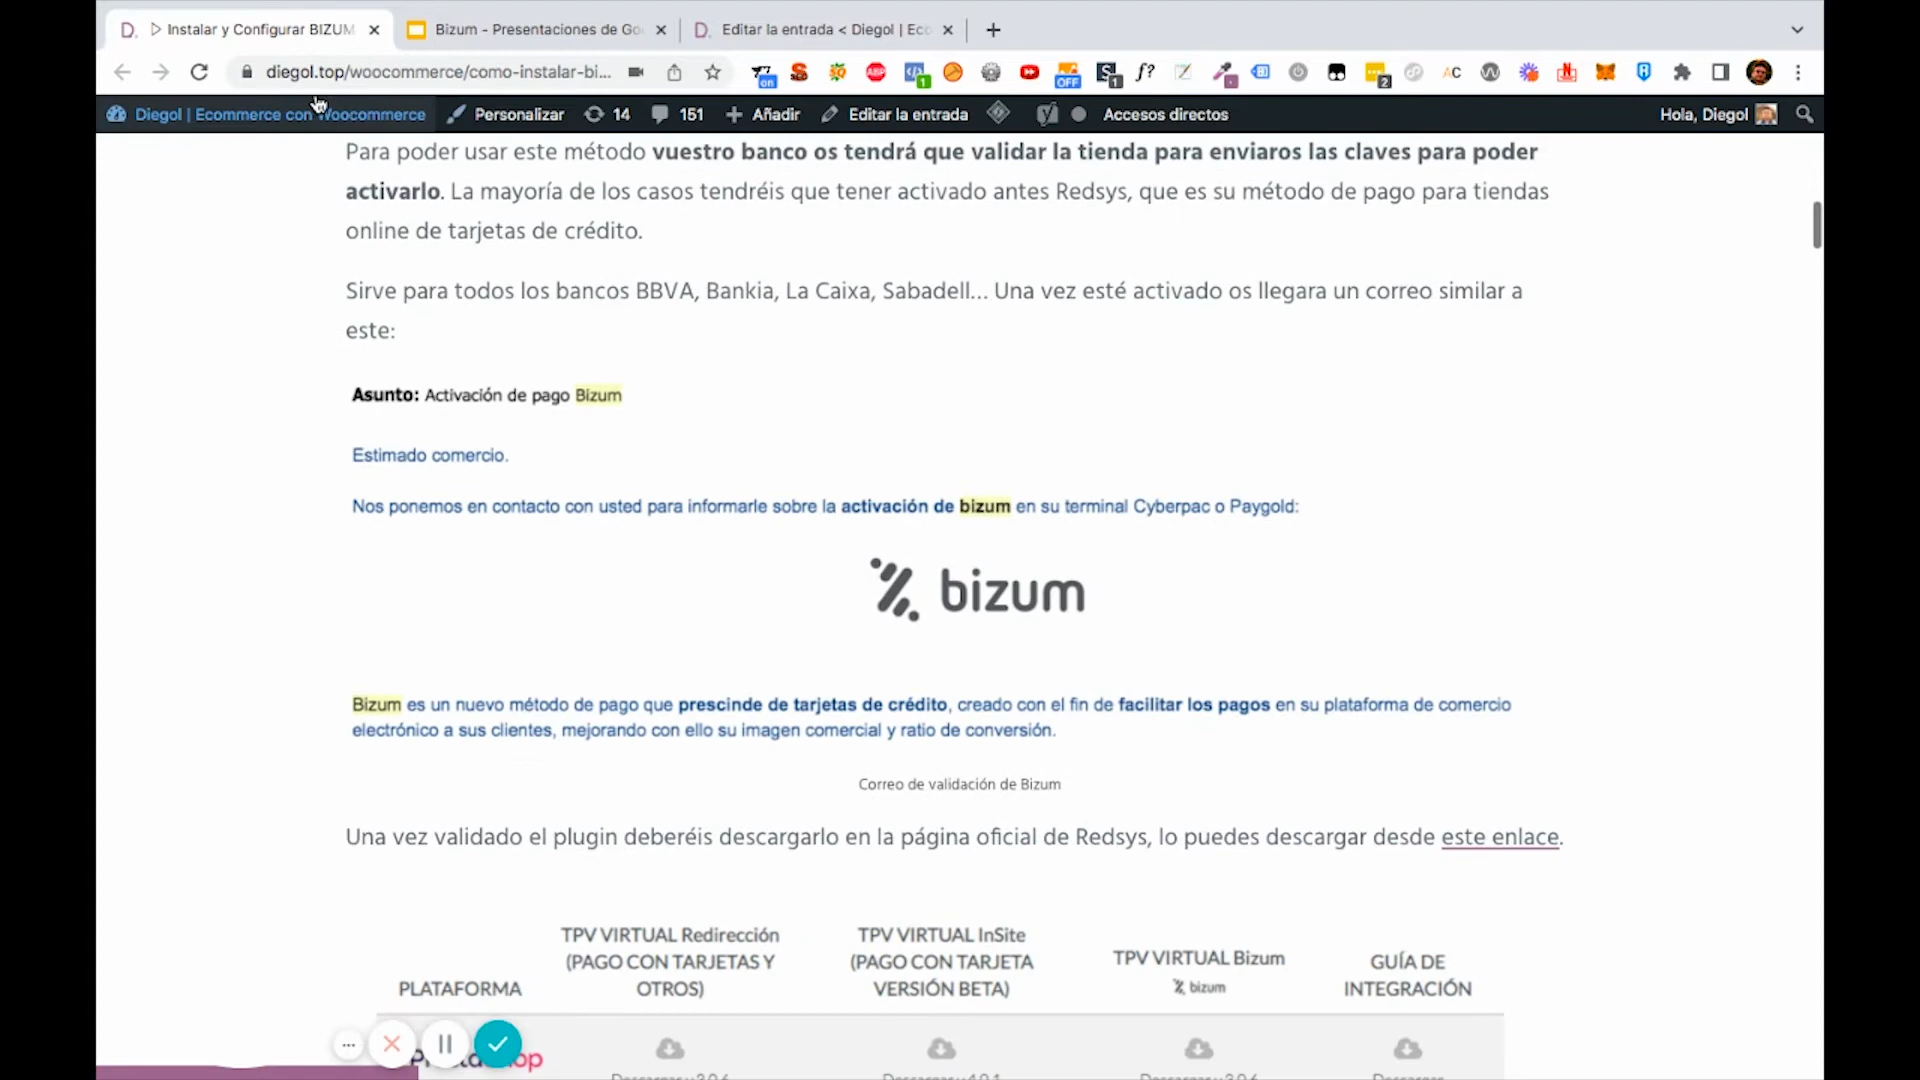 D. ▷ Instalar y Configurar BIZUM
Bizum - Presentaciones de Go
D. Editar la entrada < Diegol | Eco
diegol.top/woocommerce/como-instalar-bi...
on
ABP
1
OFF
S 1
f?
2
AC
Diegol | Ecommerce con Woocommerce
Personalizar
14
151
Añadir
Editar la entrada
Accesos directos
Hola, Diegol
Para poder usar este método vuestro banco os tendrá que validar la tienda para enviaros las claves para poder
activarlo. La mayoría de los casos tendréis que tener activado antes Redsys, que es su método de pago para tiendas
online de tarjetas de crédito.
Sirve para todos los bancos BBVA, Bankia, La Caixa, Sabadell... Una vez esté activado os llegara un correo similar a
este:
Asunto: Activación de pago Bizum
Estimado comercio.
Nos ponemos en contacto con usted para informarle sobre la activación de bizum en su terminal Cyberpac o Paygold:
bizum
Bizum es un nuevo método de pago que prescinde de tarjetas de crédito, creado con el fin de facilitar los pagos en su plataforma de comercio
electrónico a sus clientes, mejorando con ello su imagen comercial y ratio de conversión.
Correo de validación de Bizum
Una vez validado el plugin deberéis descargarlo en la página oficial de Redsys, lo puedes descargar desde este enlace.
PLATAFORMA
TPV VIRTUAL Redirección
(PAGO CON TARJETAS Y
OTROS)
TPV VIRTUAL InSite
(PAGO CON TARJETA
VERSIÓN BETA)
TPV VIRTUAL Bizum
bizum
GUÍA DE
INTEGRACIÓN